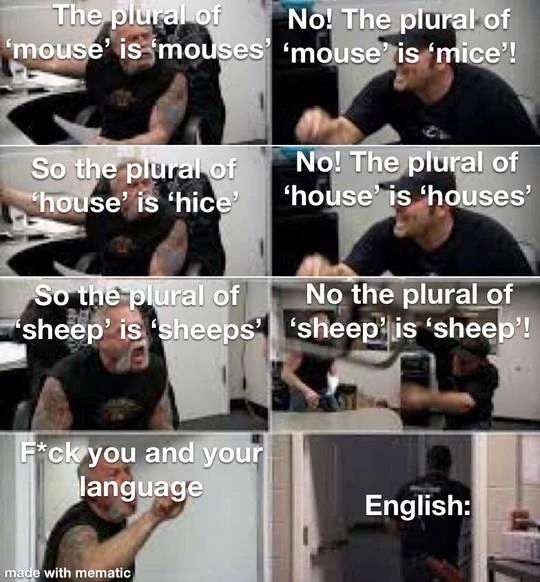 The plural of
‘mouse’ is ‘mouses’
No! The plural of
‘mouse’ is ‘mice’!
So the plural of
‘house’ is ‘hice’
No! The plural of
‘house’ is ‘houses’
So the plural of
‘sheep’ is ‘sheeps’
No the plural of
‘sheep’ is ‘sheep’!
F*ck you and your
language
English:
made with mematic